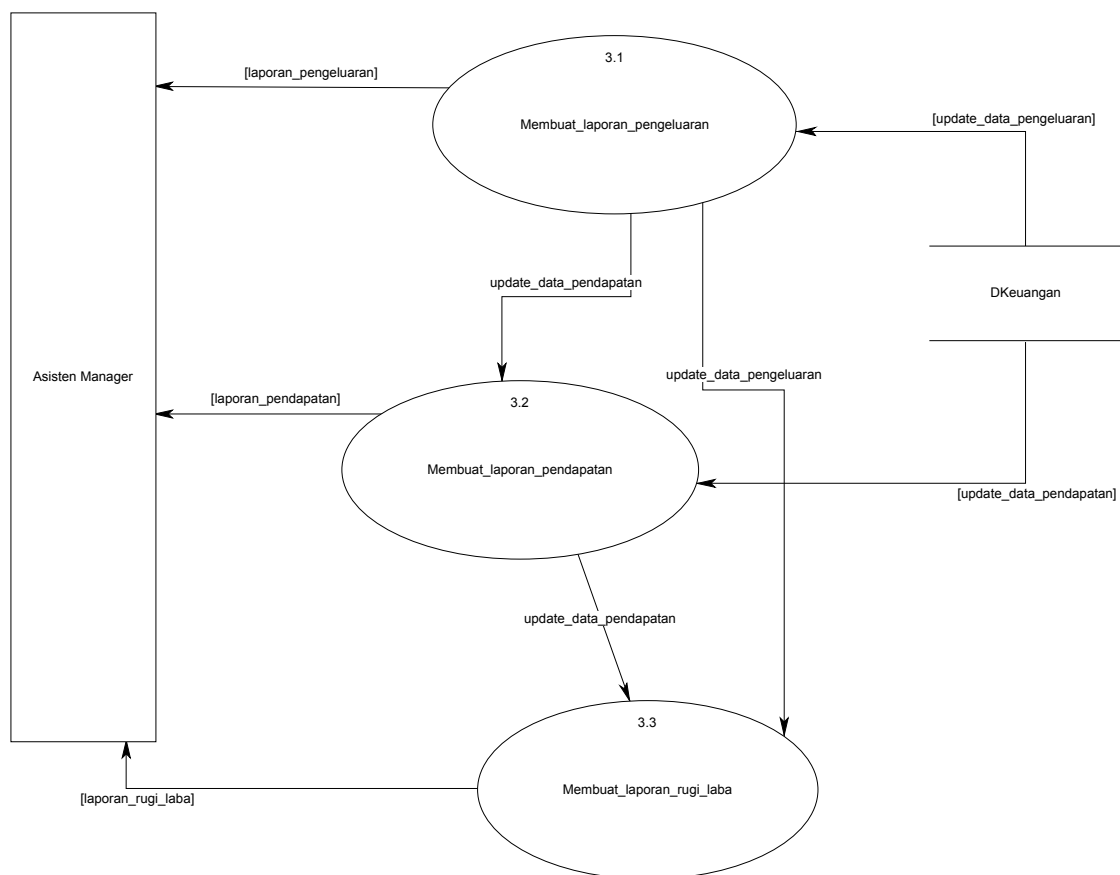 3.1
[laporan_pengeluaran]
Membuat_laporan_pengeluaran
[update_data_pengeluaran]
update_data_pendapatan
DKeuangan
Asisten Manager
update_data_pengeluaran
[laporan_pendapatan]
3.2
Membuat_laporan_pendapatan
[update_data_pendapatan]
update_data_pendapatan
3.3
Membuat_laporan_rugi_laba
[laporan_rugi_laba]